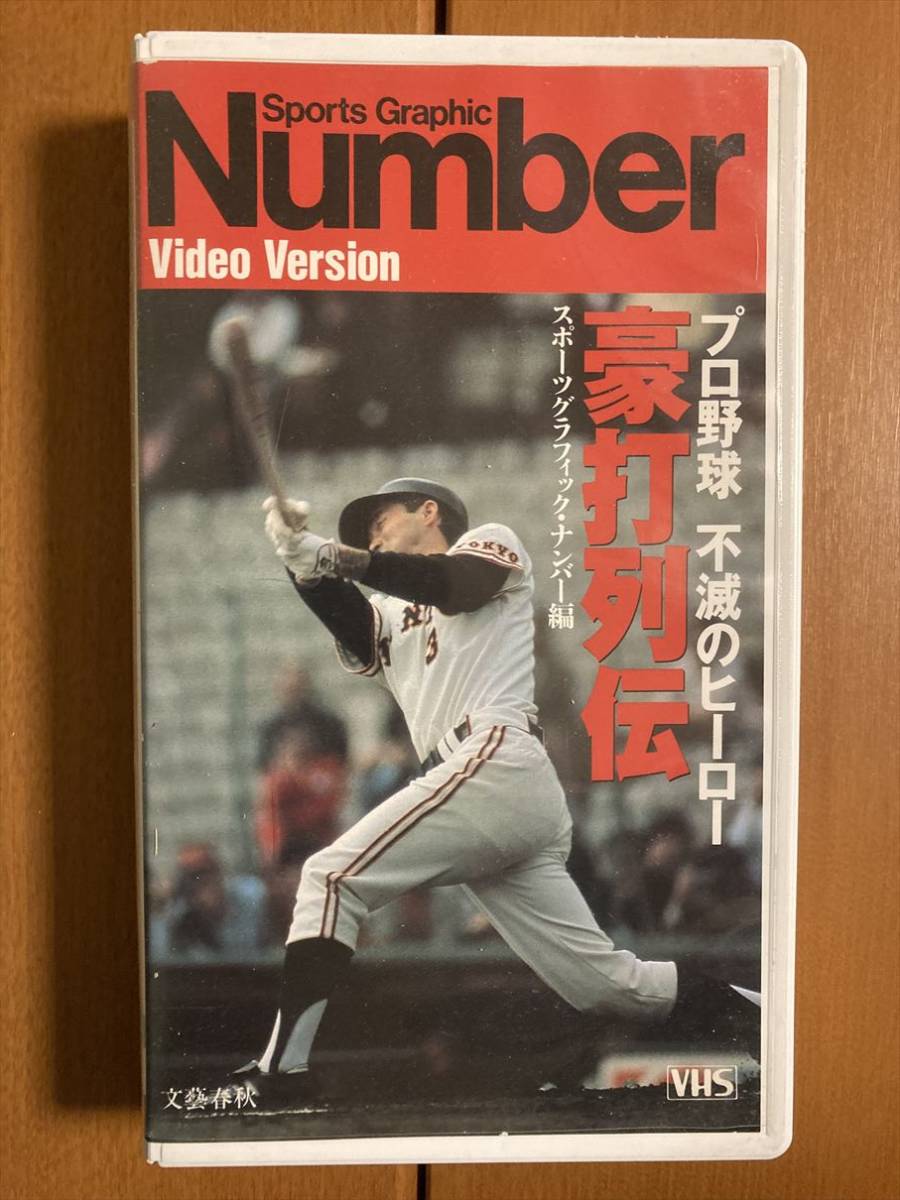 Sports Graphic
Number
Video Version
プロ野球 不滅のヒーロー
豪打列伝
スポーツグラフィック・ナンバー編
TOKYO
文藝春秋
VHS